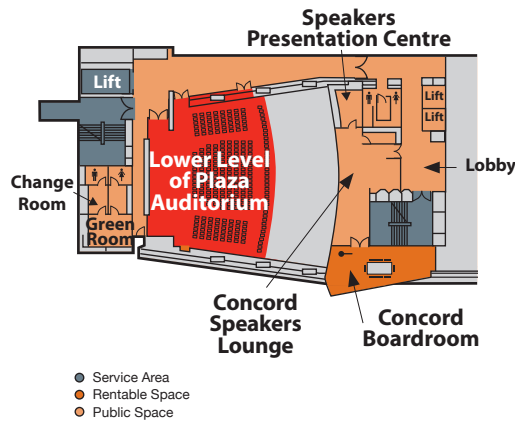 Speakers
Presentation Centre
Lift
Lift
Lift
Lower Level
of Plaza
Auditorium
Lobby
Change
Room
Green
Room
Concord
Speakers
Lounge
Concord
Boardroom
Service Area
Rentable Space
Public Space